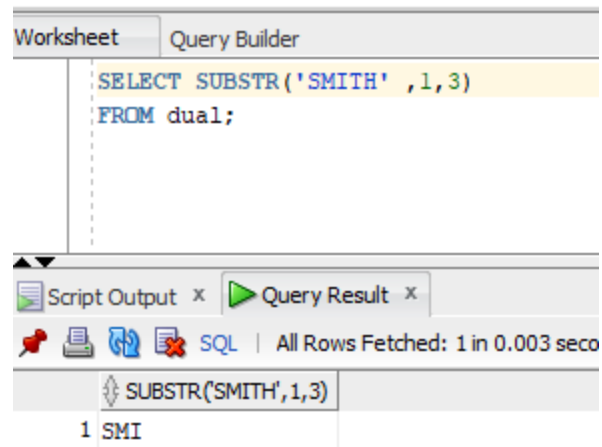 Worksheet Query Builder
SELECT SUBSTR('SMITH' ,1,3)
FROM dual;
Script Output x Query Result x
SQL | All Rows Fetched: 1 in 0.003 seco
SUBSTR('SMITH',1,3)
1 SMI